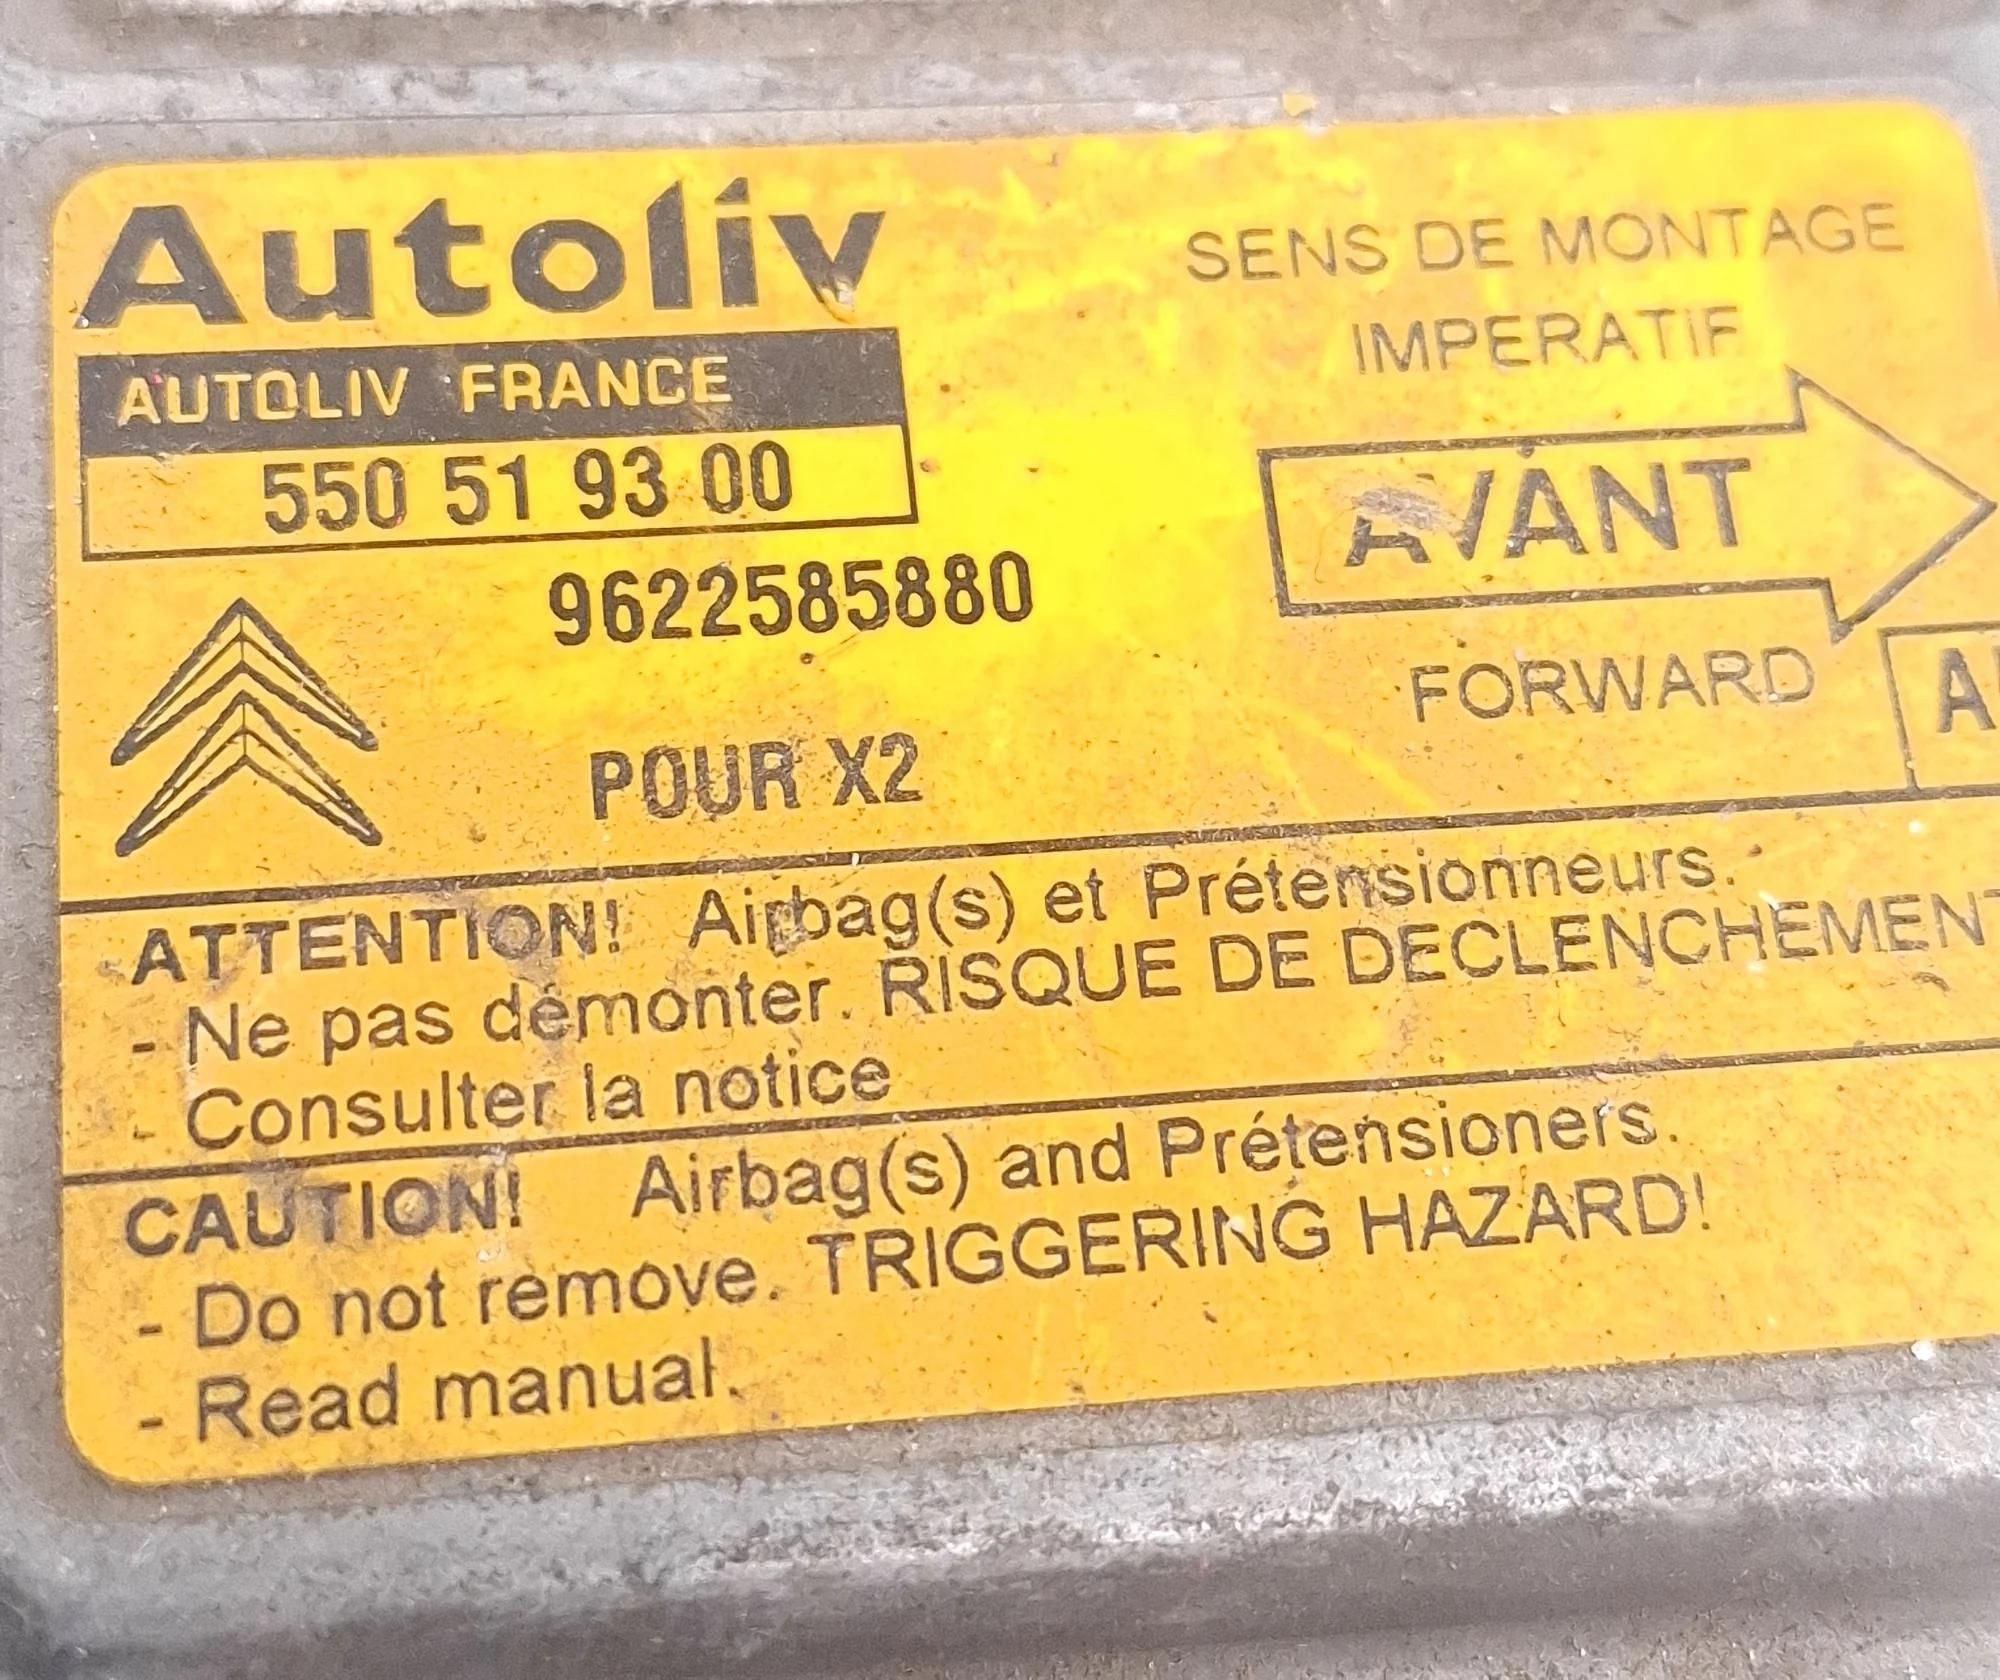 Autoliv
AUTOLIV FRANCE
550 51 93 00
9622585880
POUR X2
SENS DE MONTAGE
IMPERATIF
AVANT
FORWARD
ATTENTION! Airbag(s) et Prétensionneurs.
- Ne pas démonter. RISQUE DE DECLENCHEMENT
- Consulter la notice
CAUTION! Airbag(s) and Prétensioners.
- Do not remove. TRIGGERING HAZARD!
- Read manual.